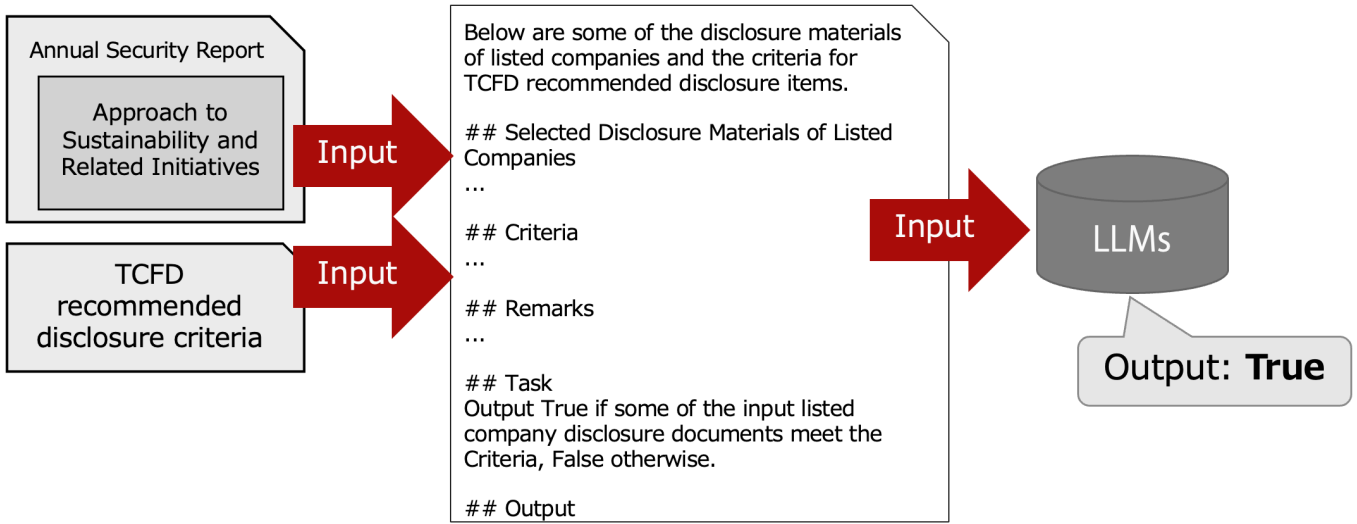 Annual Security Report
Approach to
Sustainability and
Related Initiatives
Input
TCFD
recommended
disclosure criteria
Input
Below are some of the disclosure materials
of listed companies and the criteria for
TCFD recommended disclosure items.
## Selected Disclosure Materials of Listed
Companies
...
## Criteria
...
## Remarks
...
## Task
Output True if some of the input listed
company disclosure documents meet the
Criteria, False otherwise.
## Output
Input
LLMs
Output: True